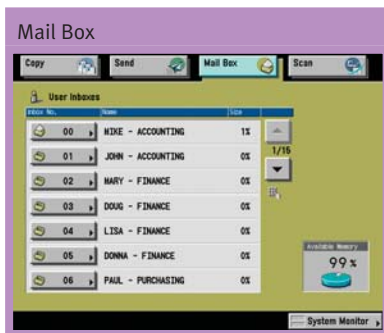 Mail Box
Copy Send Mail Box Scan
User Inboxes
Inbox No. Name Size
00 MIKE - ACCOUNTING 1%
01 JOHN - ACCOUNTING 0%
1/15
02 MARY - FINANCE 0%
03 DOUG - FINANCE 0%
04 LISA - FINANCE 0%
05 DONNA - FINANCE 0%
Available Memory
99 %
06 PAUL - PURCHASING 0%
System Monitor